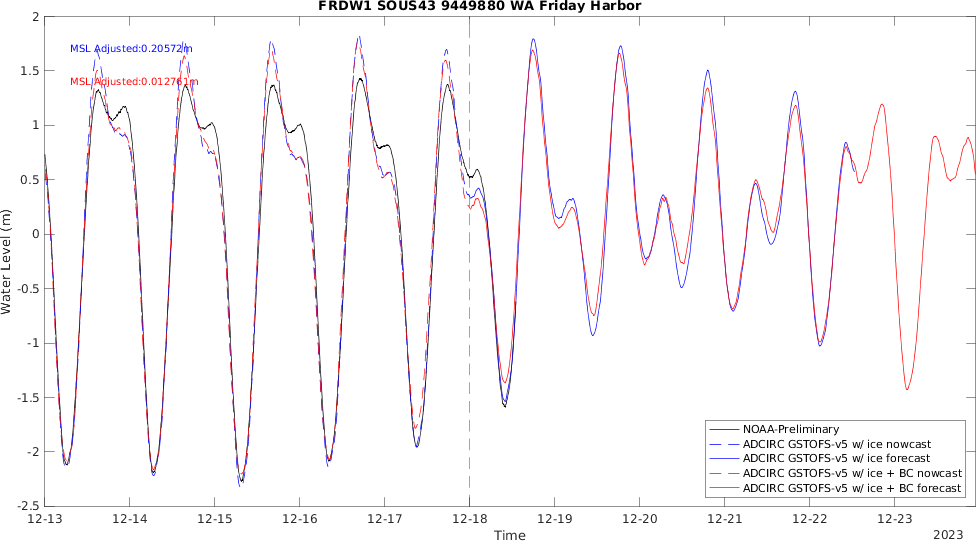 FRDW1 SOUS43 9449880 WA Friday Harbor
2
1.5
1
0.5
0
-0.5
-1
-1.5
-2
-2.5
Water Level (m)
MSL Adjusted:0.20572m
MSL Adjusted:0.012761m
NOAA-Preliminary
ADCIRC GSTOFS-v5 w/ ice nowcast
ADCIRC GSTOFS-v5 w/ ice forecast
ADCIRC GSTOFS-v5 w/ ice + BC nowcast
ADCIRC GSTOFS-v5 w/ ice + BC forecast
12-13 12-14 12-15 12-16 12-17 12-18 12-19 12-20 12-21 12-22 12-23
Time
2023